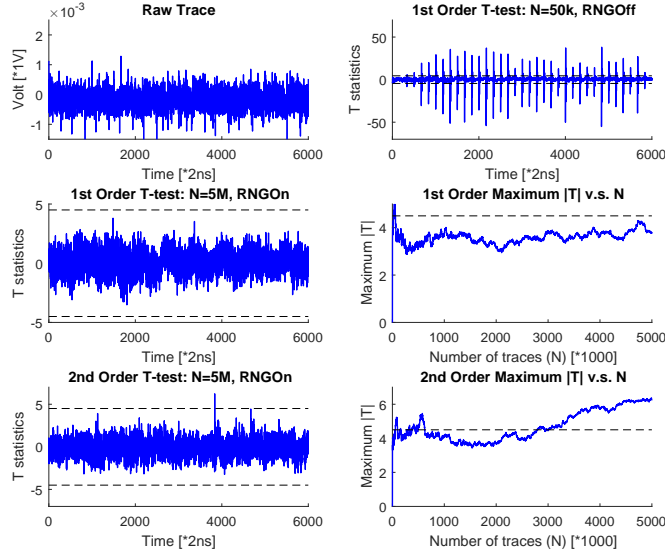 Raw Trace
×10⁻³
2
1
0
-1
Volt [*1V]
0
2000
4000
6000
Time [*2ns]
1st Order T-test: N=50k, RNGOff
50
0
-50
T statistics
0
2000
4000
6000
Time [*2ns]
1st Order T-test: N=5M, RNGOn
5
0
-5
T statistics
0
2000
4000
6000
Time [*2ns]
1st Order Maximum |T| v.s. N
4
2
0
Maximum |T|
0
1000
2000
3000
4000
5000
Number of traces (N) [*1000]
2nd Order T-test: N=5M, RNGOn
5
0
-5
T statistics
0
2000
4000
6000
Time [*2ns]
2nd Order Maximum |T| v.s. N
6
4
2
0
Maximum |T|
0
1000
2000
3000
4000
5000
Number of traces (N) [*1000]